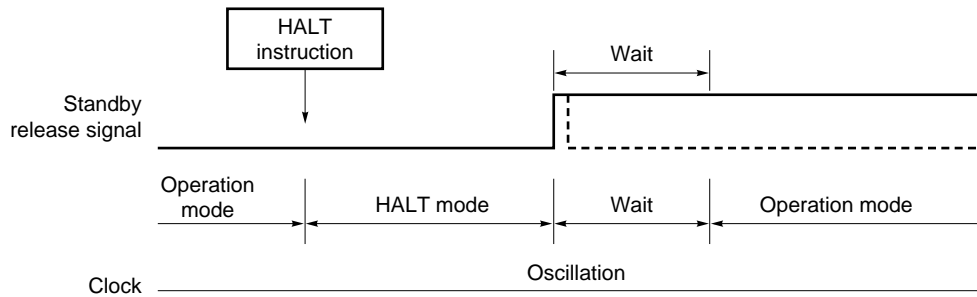 HALT
instruction
Wait
Standby
release signal
Operation
mode
HALT mode
Wait
Operation mode
Oscillation
Clock